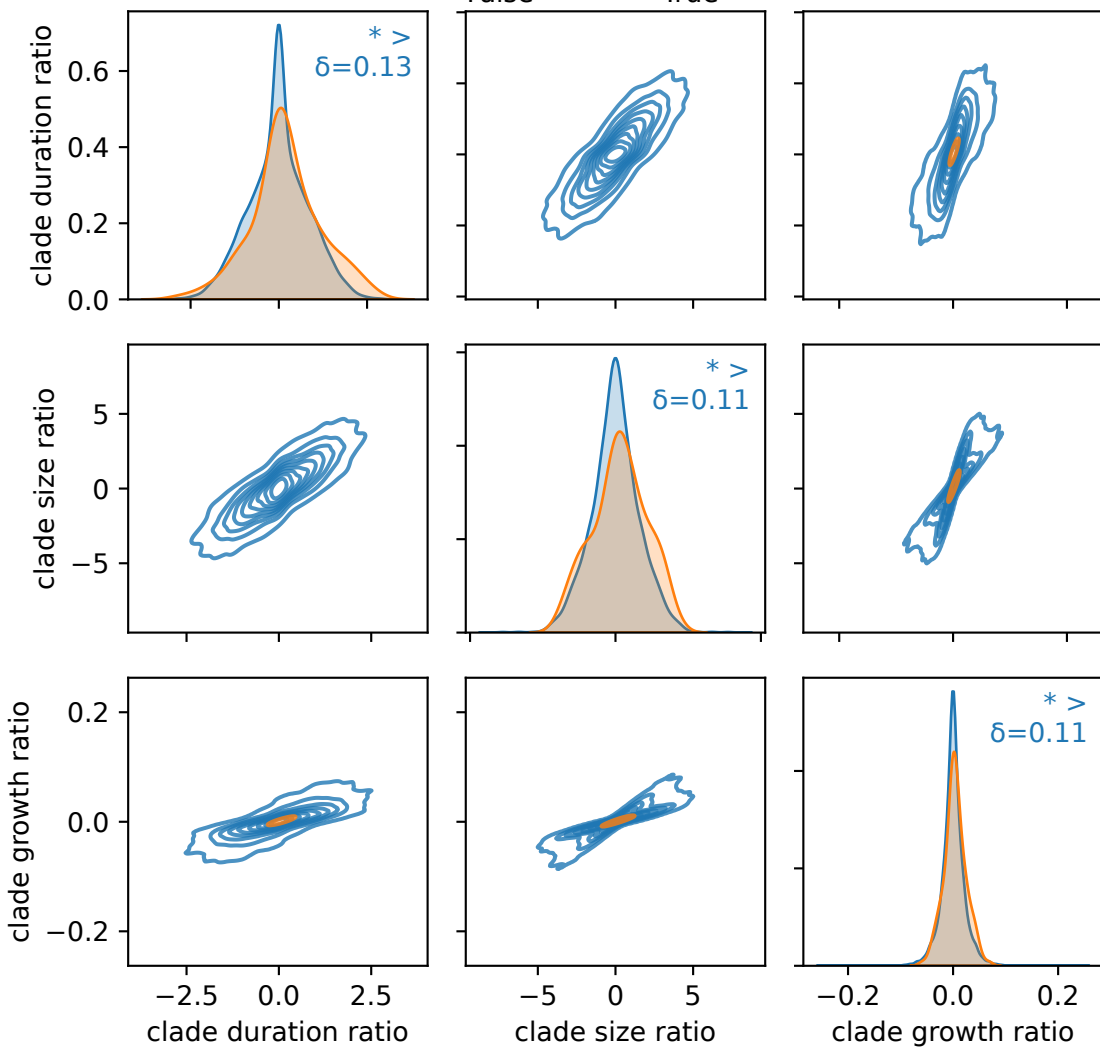 clade duration ratio
0.6
0.4
0.2
0.0
* >
δ=0.13
clade size ratio
5
0
−5
* >
δ=0.11
clade growth ratio
0.2
0.0
−0.2
* >
δ=0.11
−2.5 0.0 2.5
−5 0 5
−0.2 0.0 0.2
clade duration ratio
clade size ratio
clade growth ratio